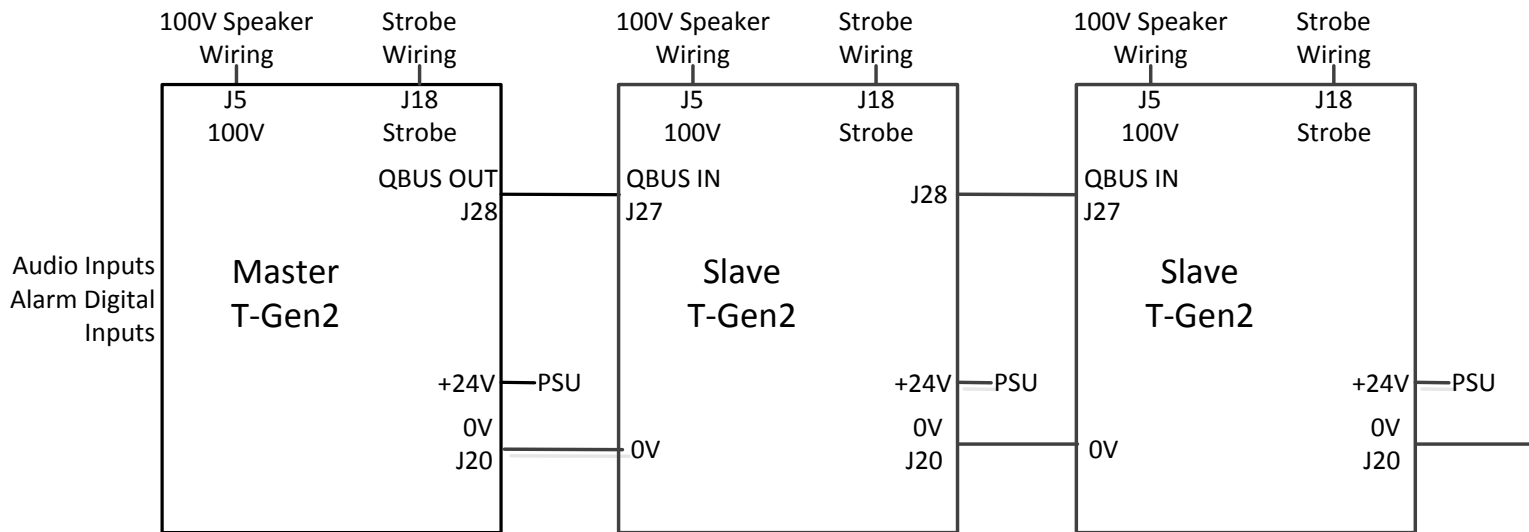 100V Speaker
Wiring
Strobe
Wiring
100V Speaker
Wiring
Strobe
Wiring
100V Speaker
Wiring
Strobe
Wiring
J5
100V
J18
Strobe
QBUS OUT
J28
Audio Inputs
Alarm Digital
Inputs
Master
T-Gen2
+24V
PSU
0V
J20
J5
100V
J18
Strobe
QBUS IN
J27
J28
Slave
T-Gen2
+24V
PSU
0V
0V
J20
J5
100V
J18
Strobe
QBUS IN
J27
Slave
T-Gen2
+24V
PSU
0V
0V
J20